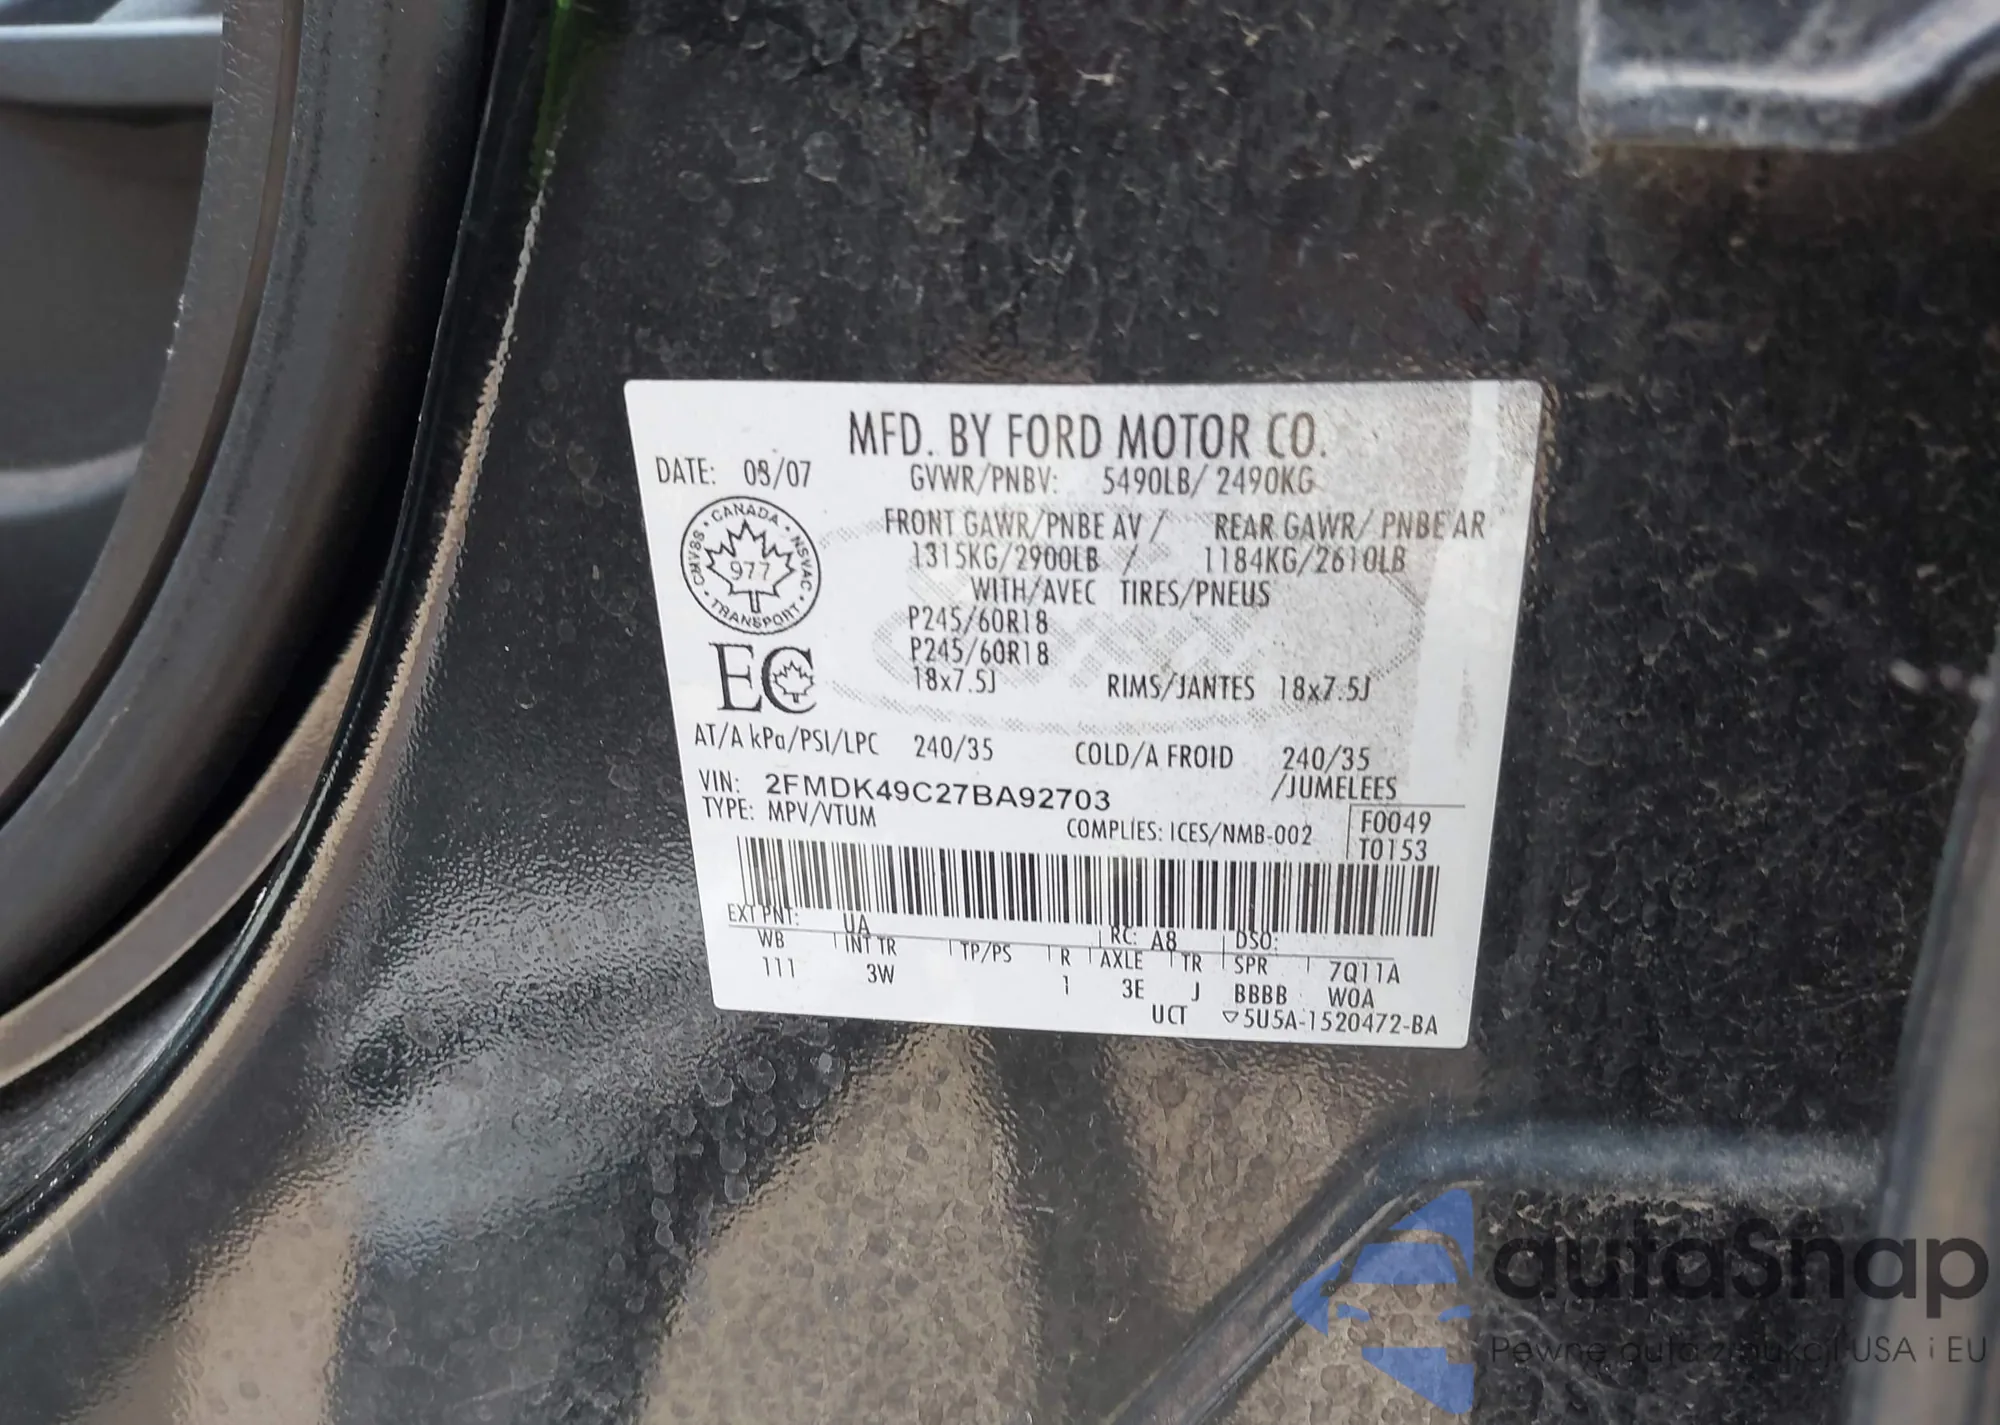 MFD. BY FORD MOTOR CO.
DATE: 03/07 GVWR/PNBV: 5490LB/ 2490KG
FRONT GAWR/PNBE AV / REAR GAWR/ PNBE AR
1315KG/2900LB / 1184KG/2610LB
WITH/AVEC TIRES/PNEUS
CANADA
CMVSS NSVAC
977
TRANSPORT
P245/60R18
P245/60R18
EC
18x7.5J RIMS/JANTES 18x7.5J
AT/A kPa/PSI/LPC 240/35 COLD/A FROID 240/35
VIN: 2FMDK49C27BA92703 /JUMELEES
TYPE: MPV/VTUM COMPLIES: ICES/NMB-002 F0049
T0153
EXT PNT: UA RC: A8 DSO:
WB INT TR TP/PS R AXLE TR SPR 7Q11A
111 3W 1 3E J BBBB W0A
UCT ▽5U5A-1520472-BA
autaSnap
Pewne auta z aukcji USA i EU